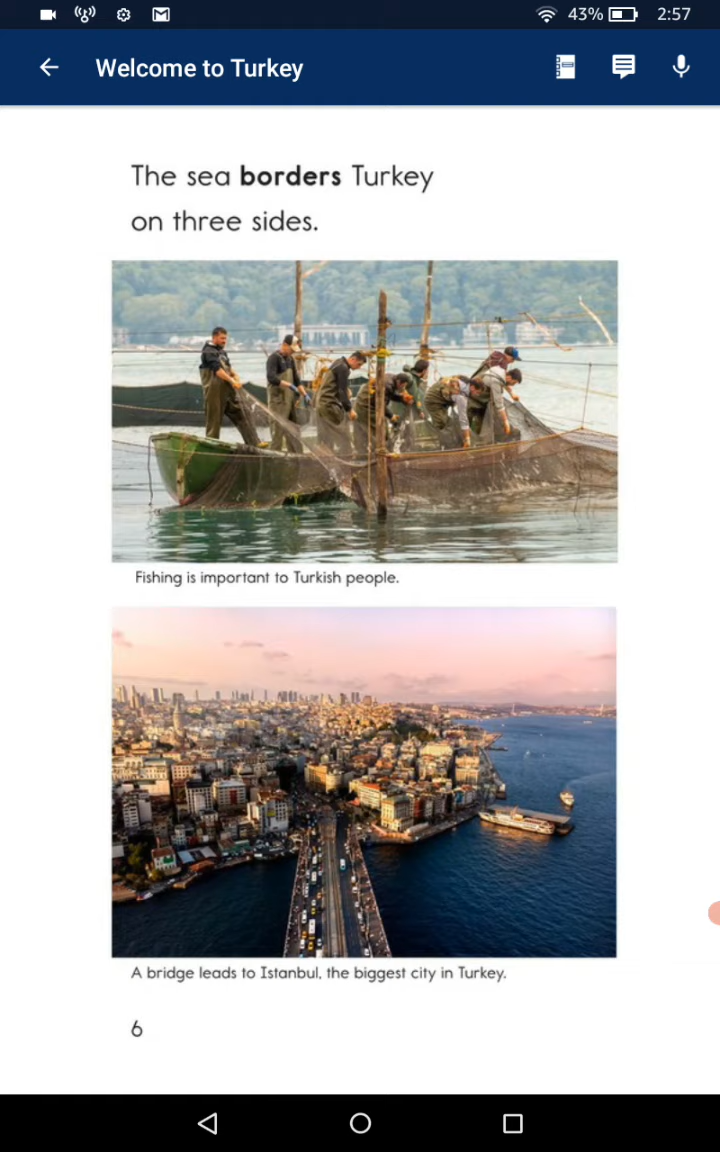 43% 2:57
Welcome to Turkey
The sea borders Turkey
on three sides.
Fishing is important to Turkish people.
A bridge leads to Istanbul, the biggest city in Turkey.
6